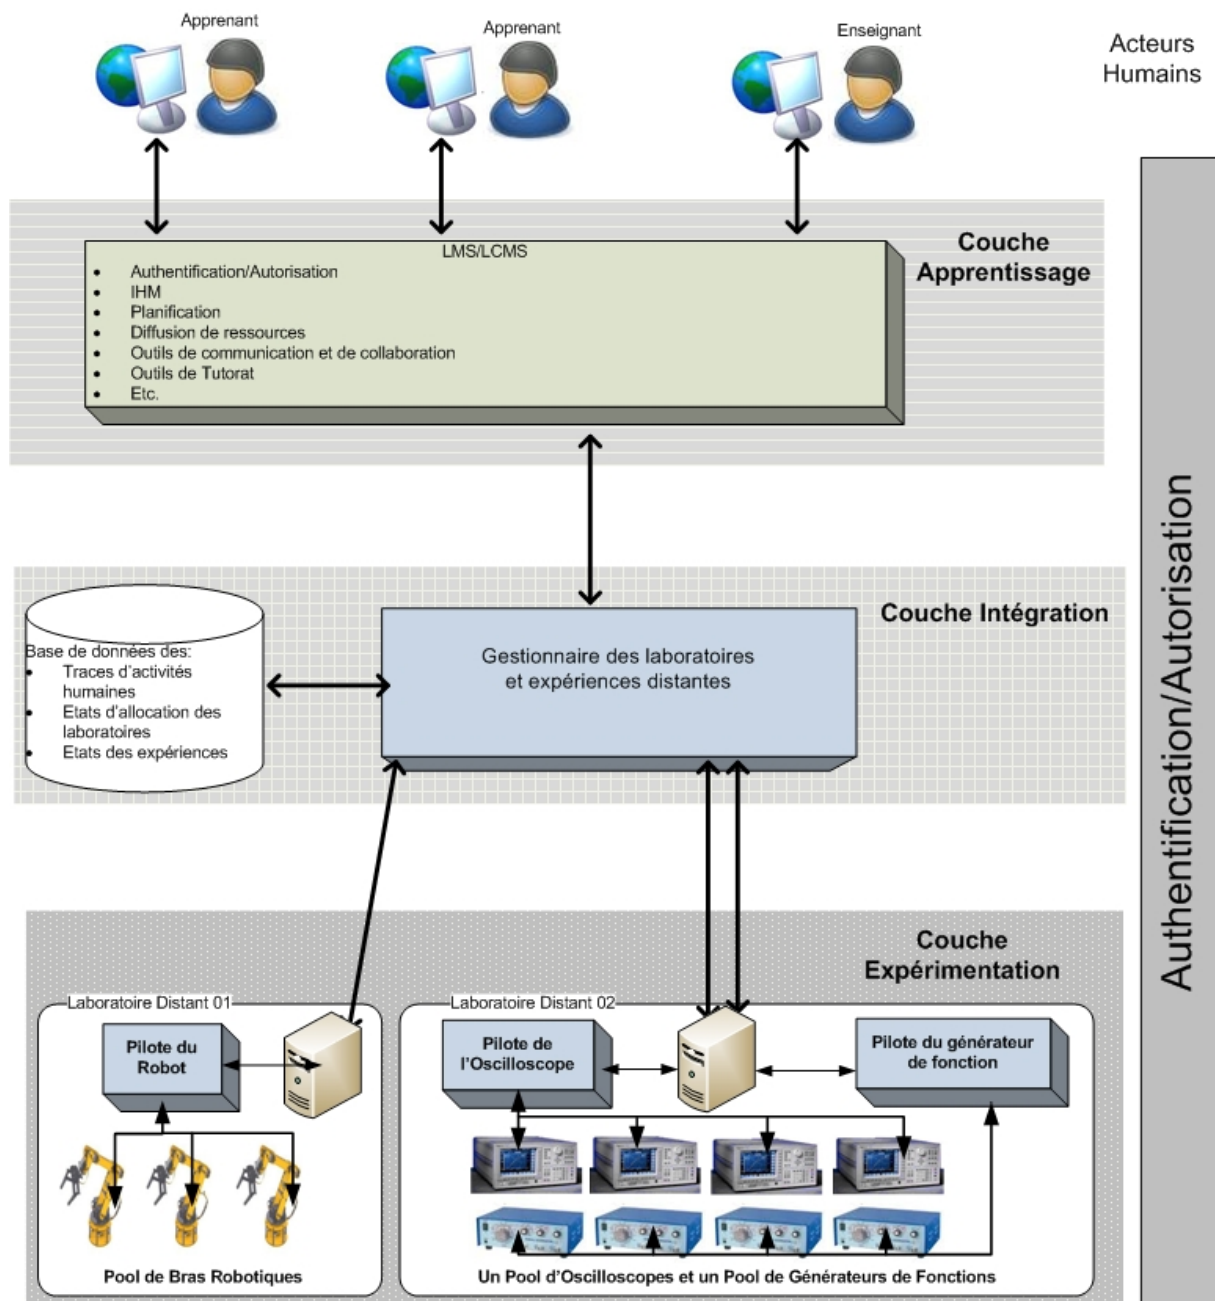 Apprenant
Apprenant
Enseignant
Acteurs
Humains
Couche
Apprentissage
LMS/LCMS
• Authentification/Autorisation
• IHM
• Planification
• Diffusion de ressources
• Outils de communication et de collaboration
• Outils de Tutorat
• Etc.
Authentification/Autorisation
Couche Intégration
Base de données des:
• Traces d'activités
humaines
• Etats d'allocation des
laboratoires
• Etats des expériences
Gestionnaire des laboratoires
et expériences distantes
Couche
Expérimentation
Laboratoire Distant 01
Pilote du
Robot
Pool de Bras Robotiques
Laboratoire Distant 02
Pilote de
l'Oscilloscope
Pilote du générateur
de fonction
Un Pool d'Oscilloscopes et un Pool de Générateurs de Fonctions